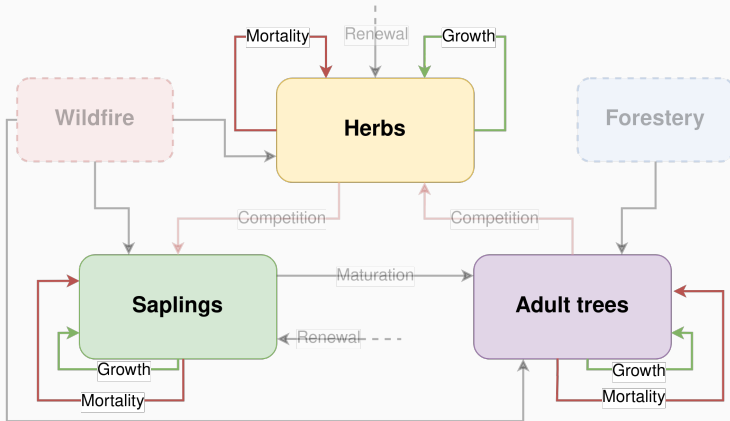 Mortality
Renewal
Growth
Wildfire
Herbs
Forestery
Competition
Competition
Maturation
Saplings
Adult trees
Renewal
Growth
Mortality
Growth
Mortality